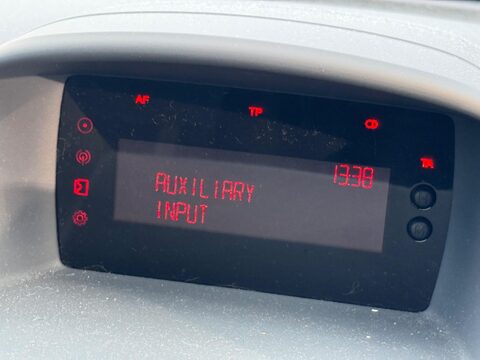 AF TP CD TA
13:38
AUXILIARY
INPUT